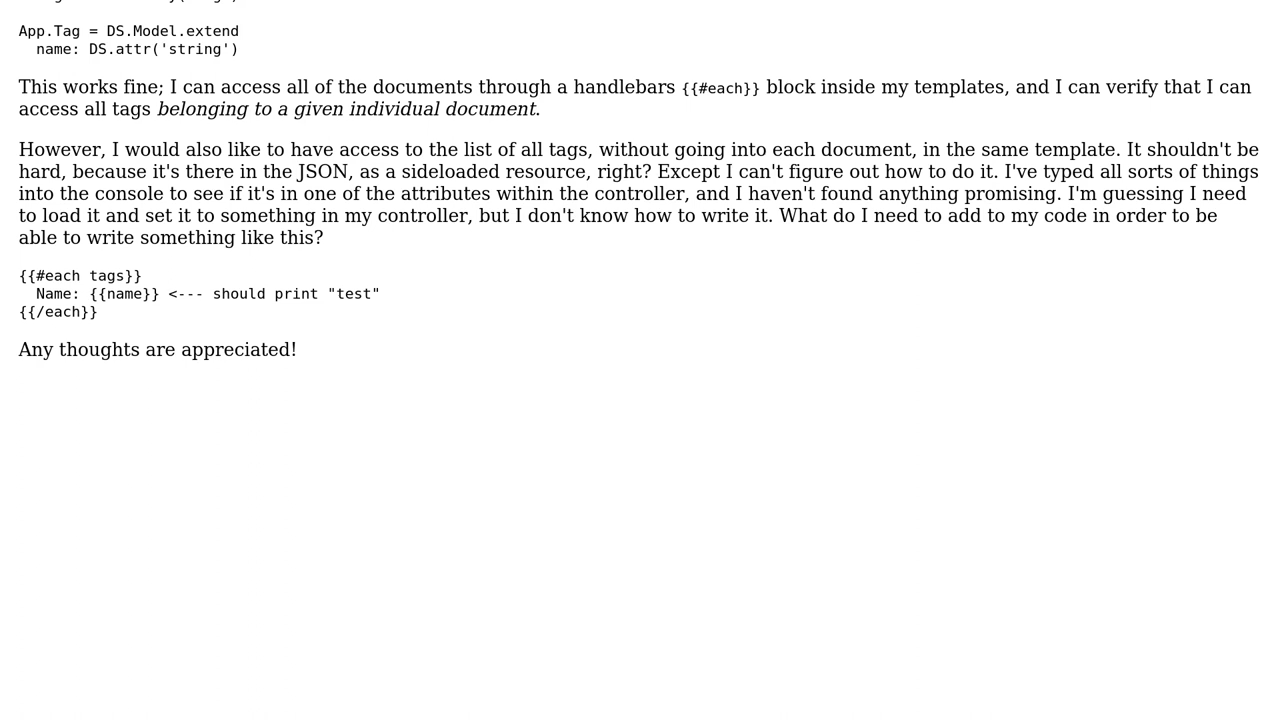 App.Tag = DS.Model.extend
  name: DS.attr('string')
This works fine; I can access all of the documents through a handlebars {{#each}} block inside my templates, and I can verify that I can
access all tags belonging to a given individual document.
However, I would also like to have access to the list of all tags, without going into each document, in the same template. It shouldn't be
hard, because it's there in the JSON, as a sideloaded resource, right? Except I can't figure out how to do it. I've typed all sorts of things
into the console to see if it's in one of the attributes within the controller, and I haven't found anything promising. I'm guessing I need
to load it and set it to something in my controller, but I don't know how to write it. What do I need to add to my code in order to be
able to write something like this?
{{#each tags}}
  Name: {{name}} <--- should print "test"
{{/each}}
Any thoughts are appreciated!